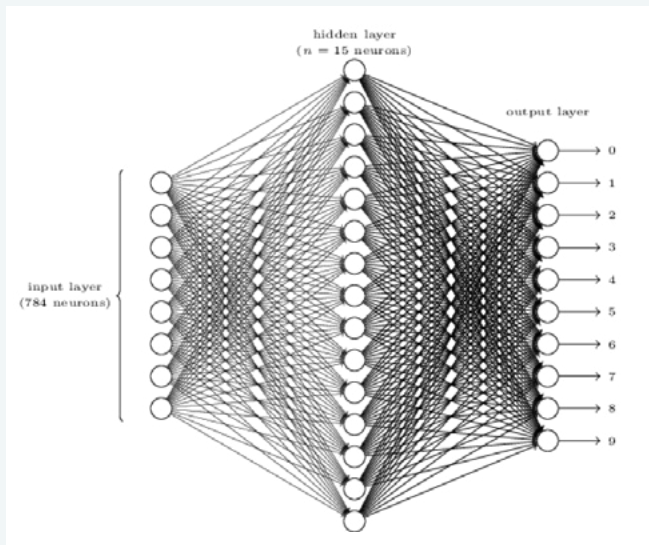 hidden layer
(n = 15 neurons)
output layer
input layer
(784 neurons)
0
1
2
3
4
5
6
7
8
9